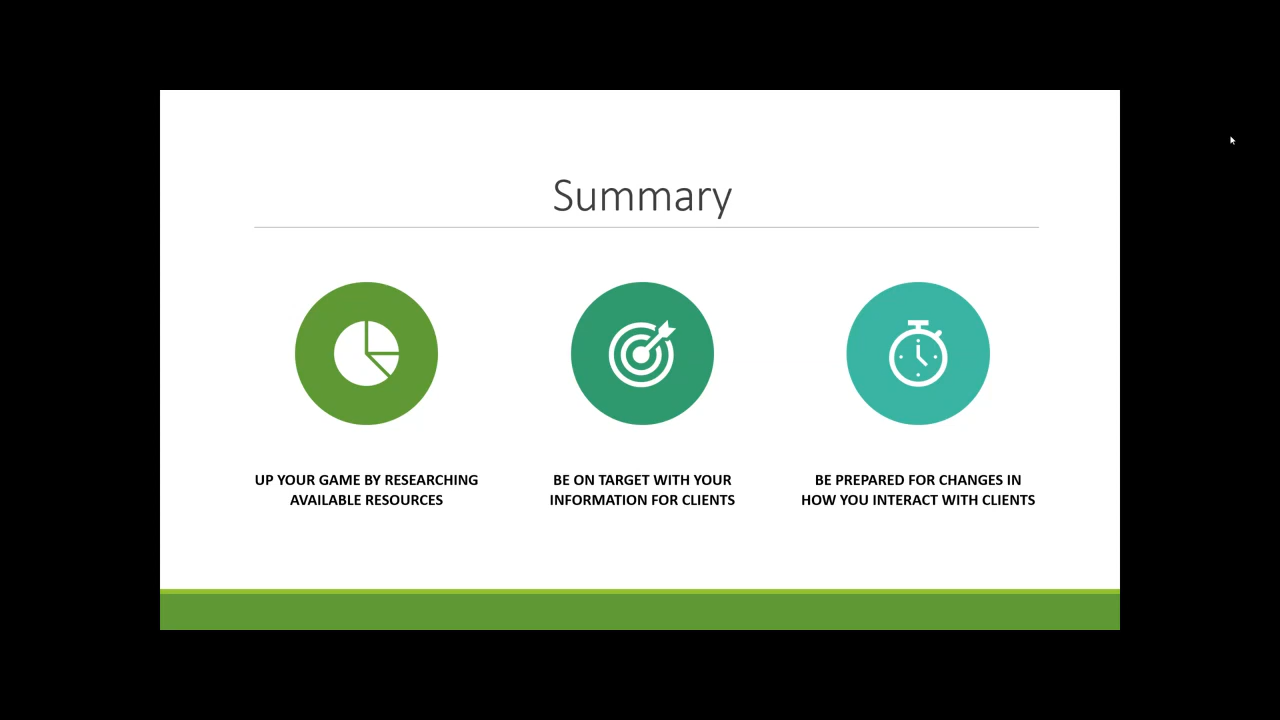 Summary
UP YOUR GAME BY RESEARCHING
AVAILABLE RESOURCES
BE ON TARGET WITH YOUR
INFORMATION FOR CLIENTS
BE PREPARED FOR CHANGES IN
HOW YOU INTERACT WITH CLIENTS